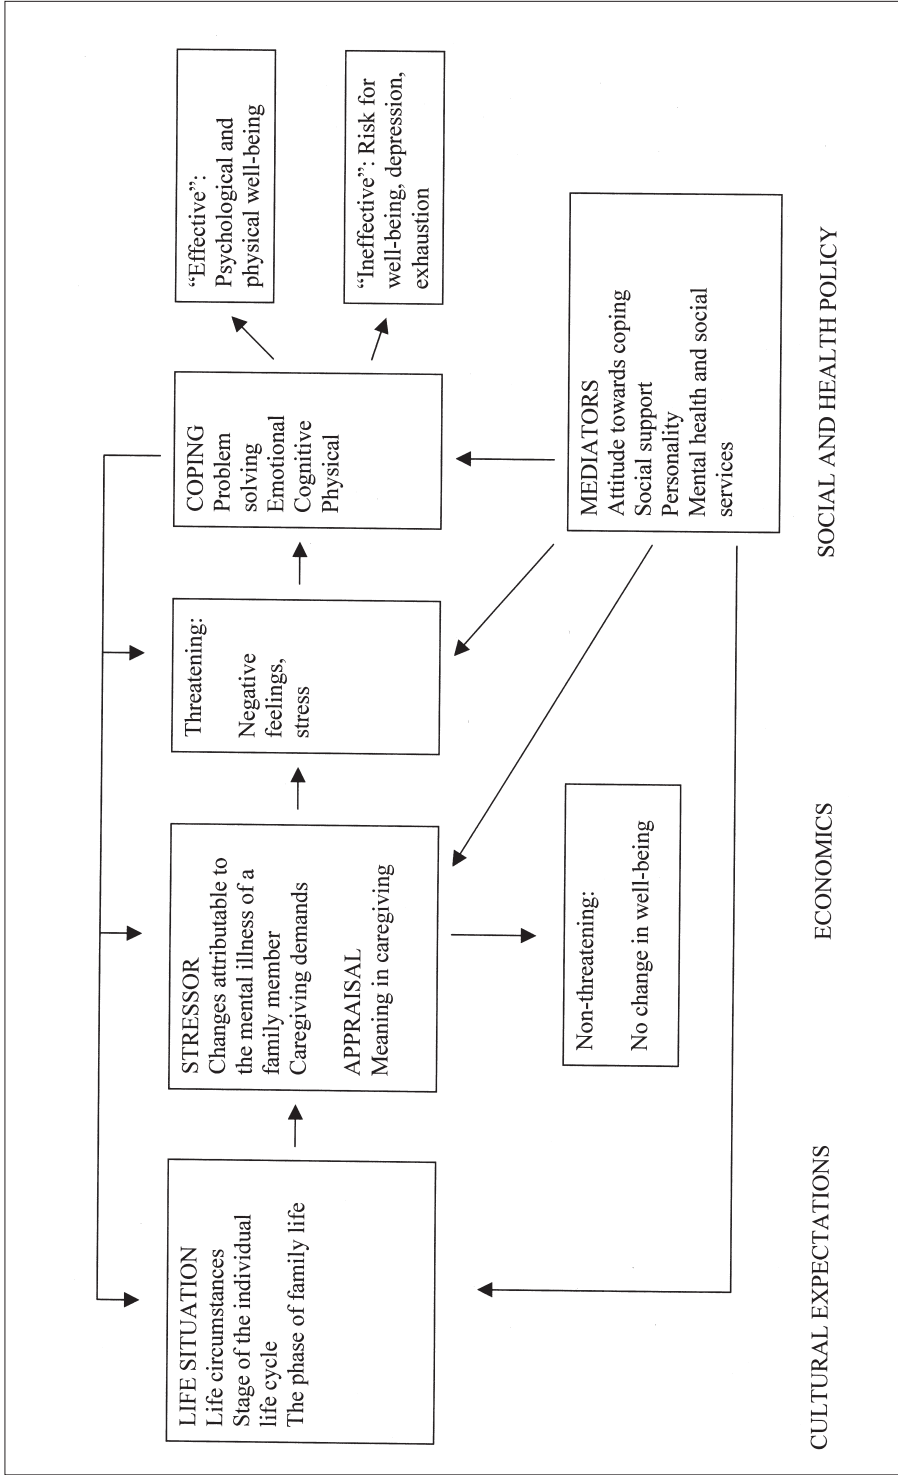 LIFE SITUATION
Life circumstances
Stage of the individual
life cycle
The phase of family life
STRESSOR
Changes attributable to
the mental illness of a
family member
Caregiving demands
APPRAISAL
Meaning in caregiving
Threatening:
Negative
feelings,
stress
COPING
Problem
solving
Emotional
Cognitive
Physical
“Effective”:
Psychological and
physical well-being
“Ineffective”: Risk for
well-being, depression,
exhaustion
Non-threatening:
No change in well-being
MEDIATORS
Attitude towards coping
Social support
Personality
Mental health and social
services
CULTURAL EXPECTATIONS
ECONOMICS
SOCIAL AND HEALTH POLICY